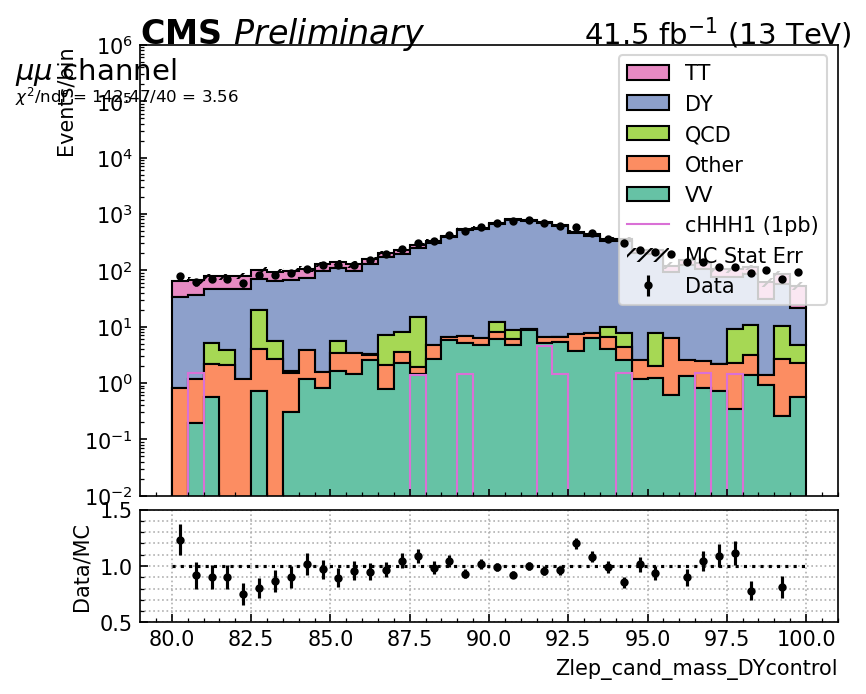 CMS Preliminary 41.5 fb⁻¹ (13 TeV)
μμ channel
χ²/ndf = 142.47/40 = 3.56
Events/bin
10⁶
10⁵
10⁴
10³
10²
10¹
10⁰
10⁻¹
10⁻²
TT
DY
QCD
Other
VV
cHHH1 (1pb)
MC Stat Err
Data
Data/MC
1.5
1.0
0.5
80.0 82.5 85.0 87.5 90.0 92.5 95.0 97.5 100.0
Zlep_cand_mass_DYcontrol